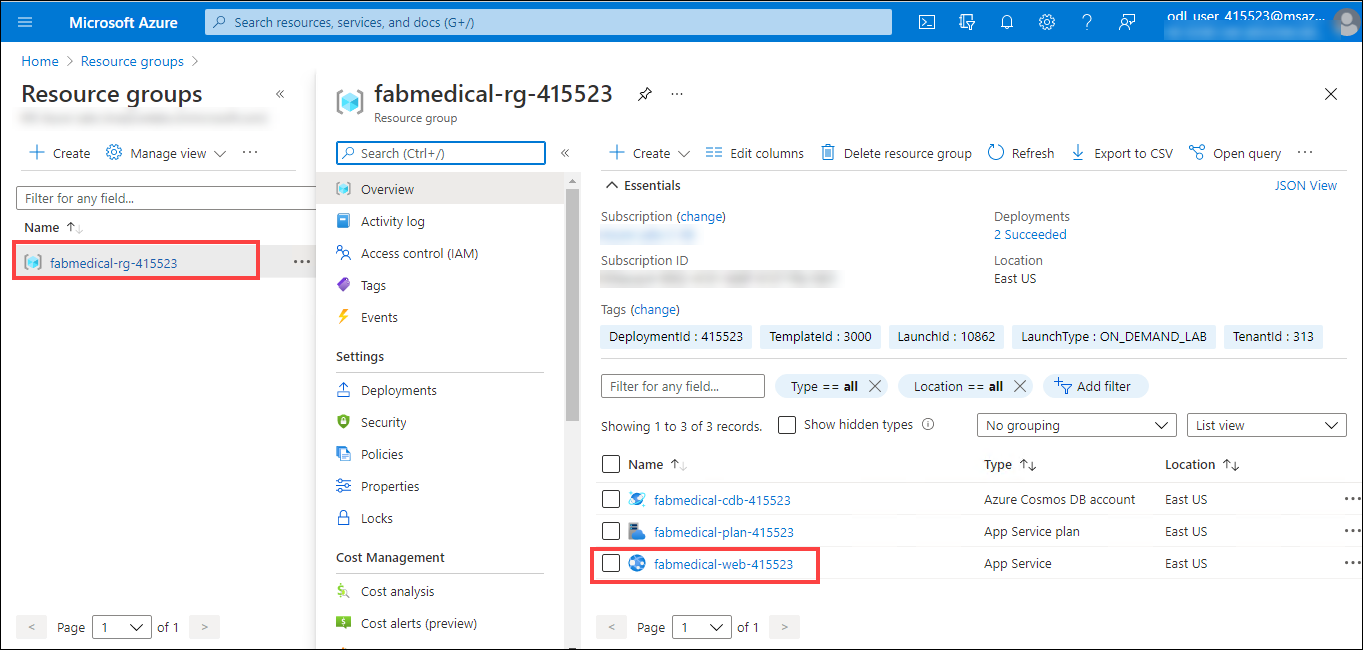 Microsoft Azure
Search resources, services, and docs (G+/)
odl_user_415523@msaz...
Home > Resource groups >
Resource groups
«
Create
Manage view
...
Filter for any field...
Name ↑↓
fabmedical-rg-415523
...
< Page 1 of 1 >
fabmedical-rg-415523
...
Resource group
Search (Ctrl+/)
«
Overview
Activity log
Access control (IAM)
Tags
Events
Settings
Deployments
Security
Policies
Properties
Locks
Cost Management
Cost analysis
Cost alerts (preview)
Create
Edit columns
Delete resource group
Refresh
Export to CSV
Open query
...
Essentials
JSON View
Subscription (change)
Subscription ID
Deployments
2 Succeeded
Location
East US
Tags (change)
DeploymentId : 415523
TemplateId : 3000
LaunchId : 10862
LaunchType : ON_DEMAND_LAB
TenantId : 313
Filter for any field...
Type == all
Location == all
Add filter
Showing 1 to 3 of 3 records.
Show hidden types
No grouping
List view
Name ↑↓ Type ↑↓ Location ↑↓
fabmedical-cdb-415523 Azure Cosmos DB account East US ...
fabmedical-plan-415523 App Service plan East US ...
fabmedical-web-415523 App Service East US ...
< Page 1 of 1 >